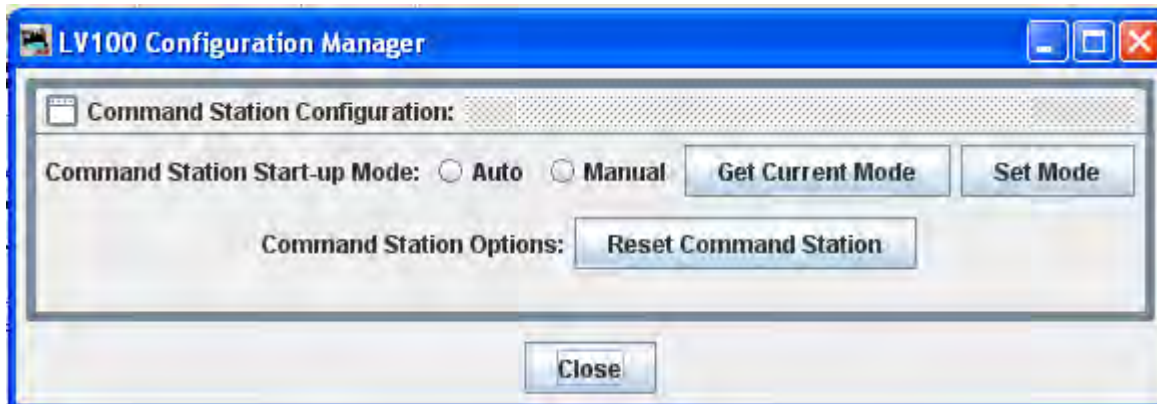 LV100 Configuration Manager
Command Station Configuration:
Command Station Start-up Mode: Auto Manual Get Current Mode Set Mode
Command Station Options: Reset Command Station
Close